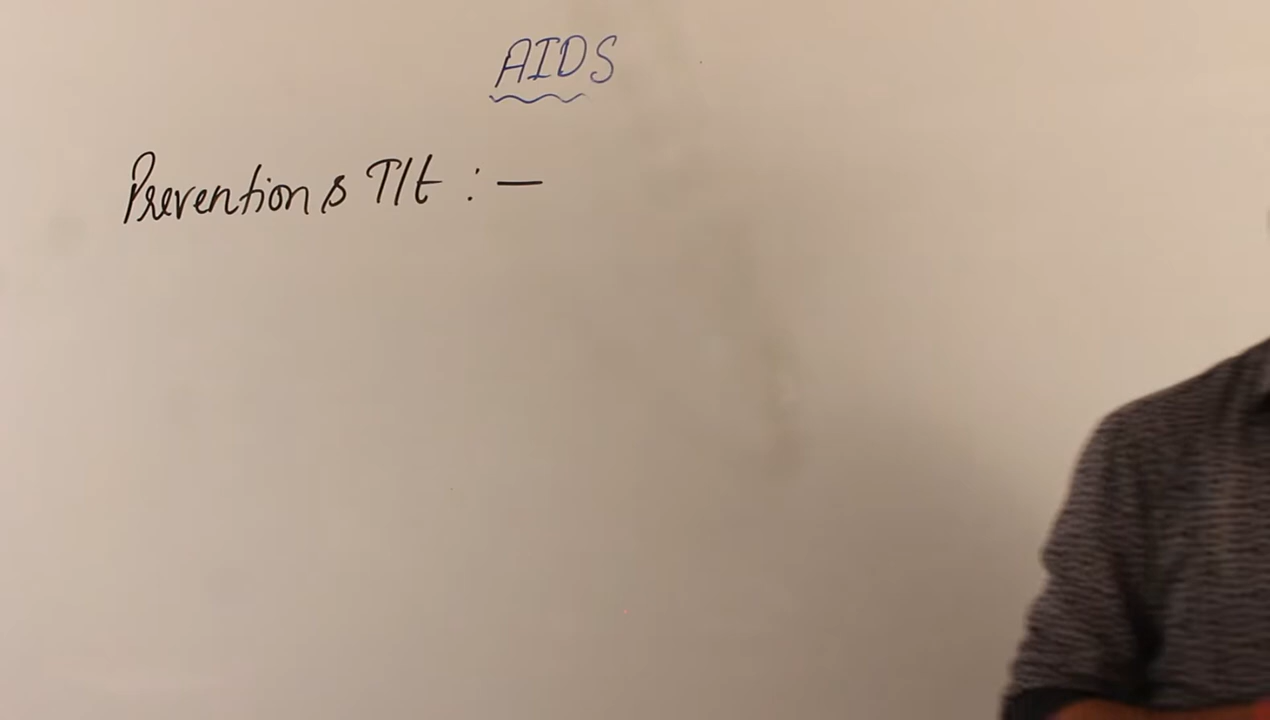 AIDS
Prevention & T/t : —